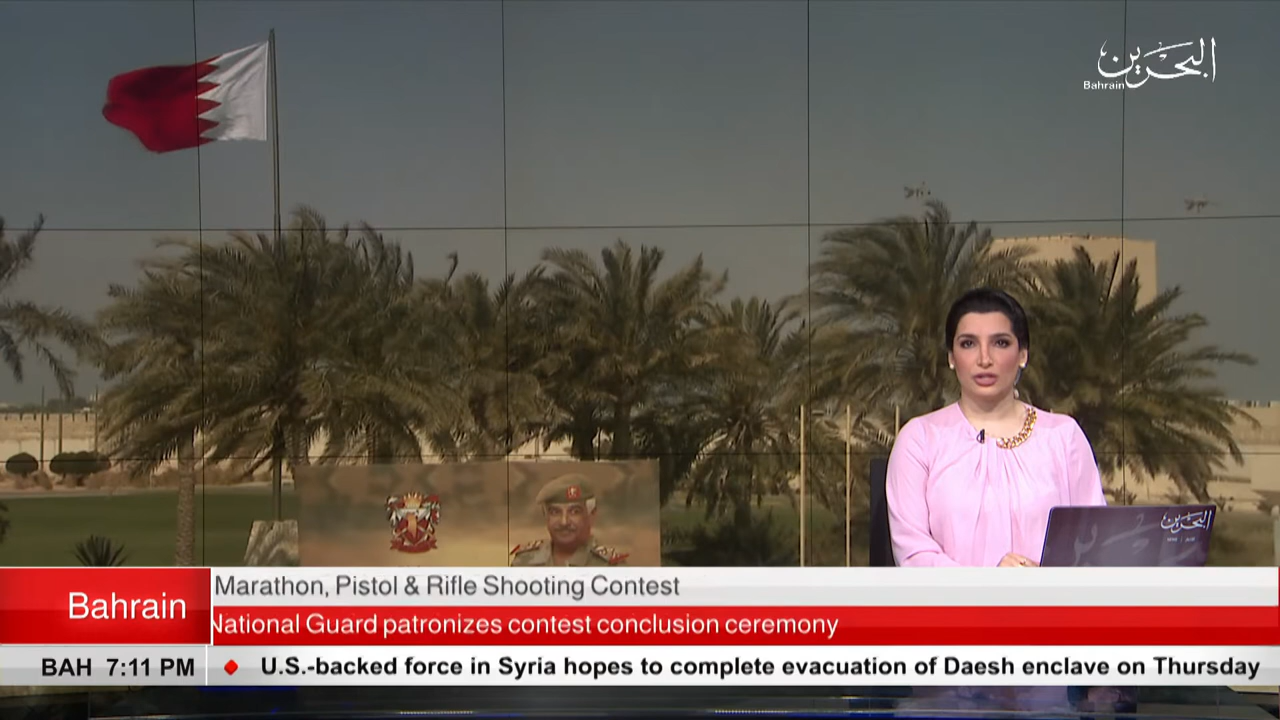 البحرين
Bahrain
البحرين
Bahrain
Marathon, Pistol & Rifle Shooting Contest
National Guard patronizes contest conclusion ceremony
BAH 7:11 PM
U.S.-backed force in Syria hopes to complete evacuation of Daesh enclave on Thursday